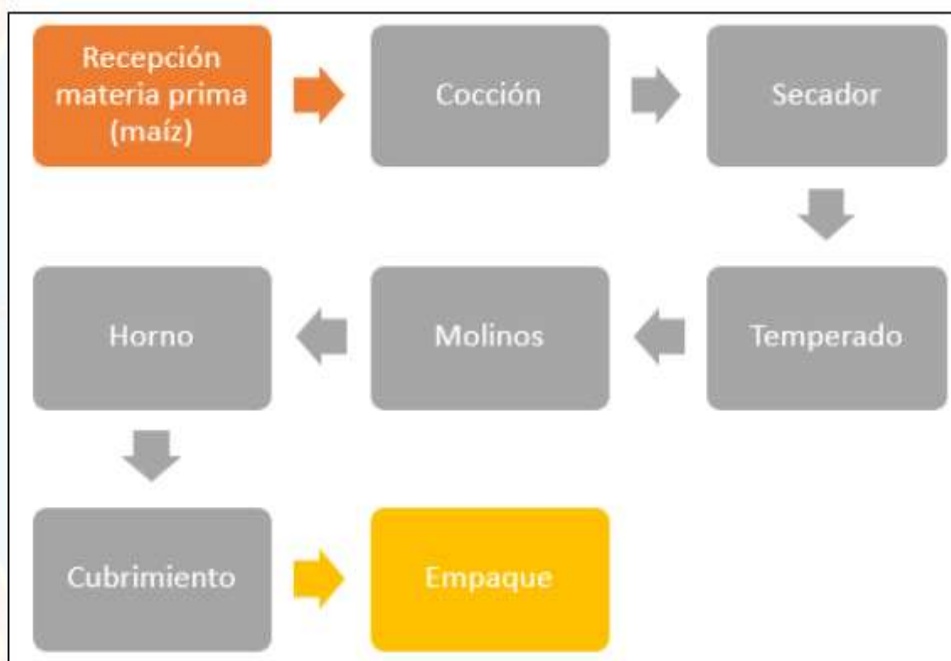 Recepción
materia prima
(maíz)
Cocción
Secador
Temperado
Molinos
Horno
Cubrimiento
Empaque